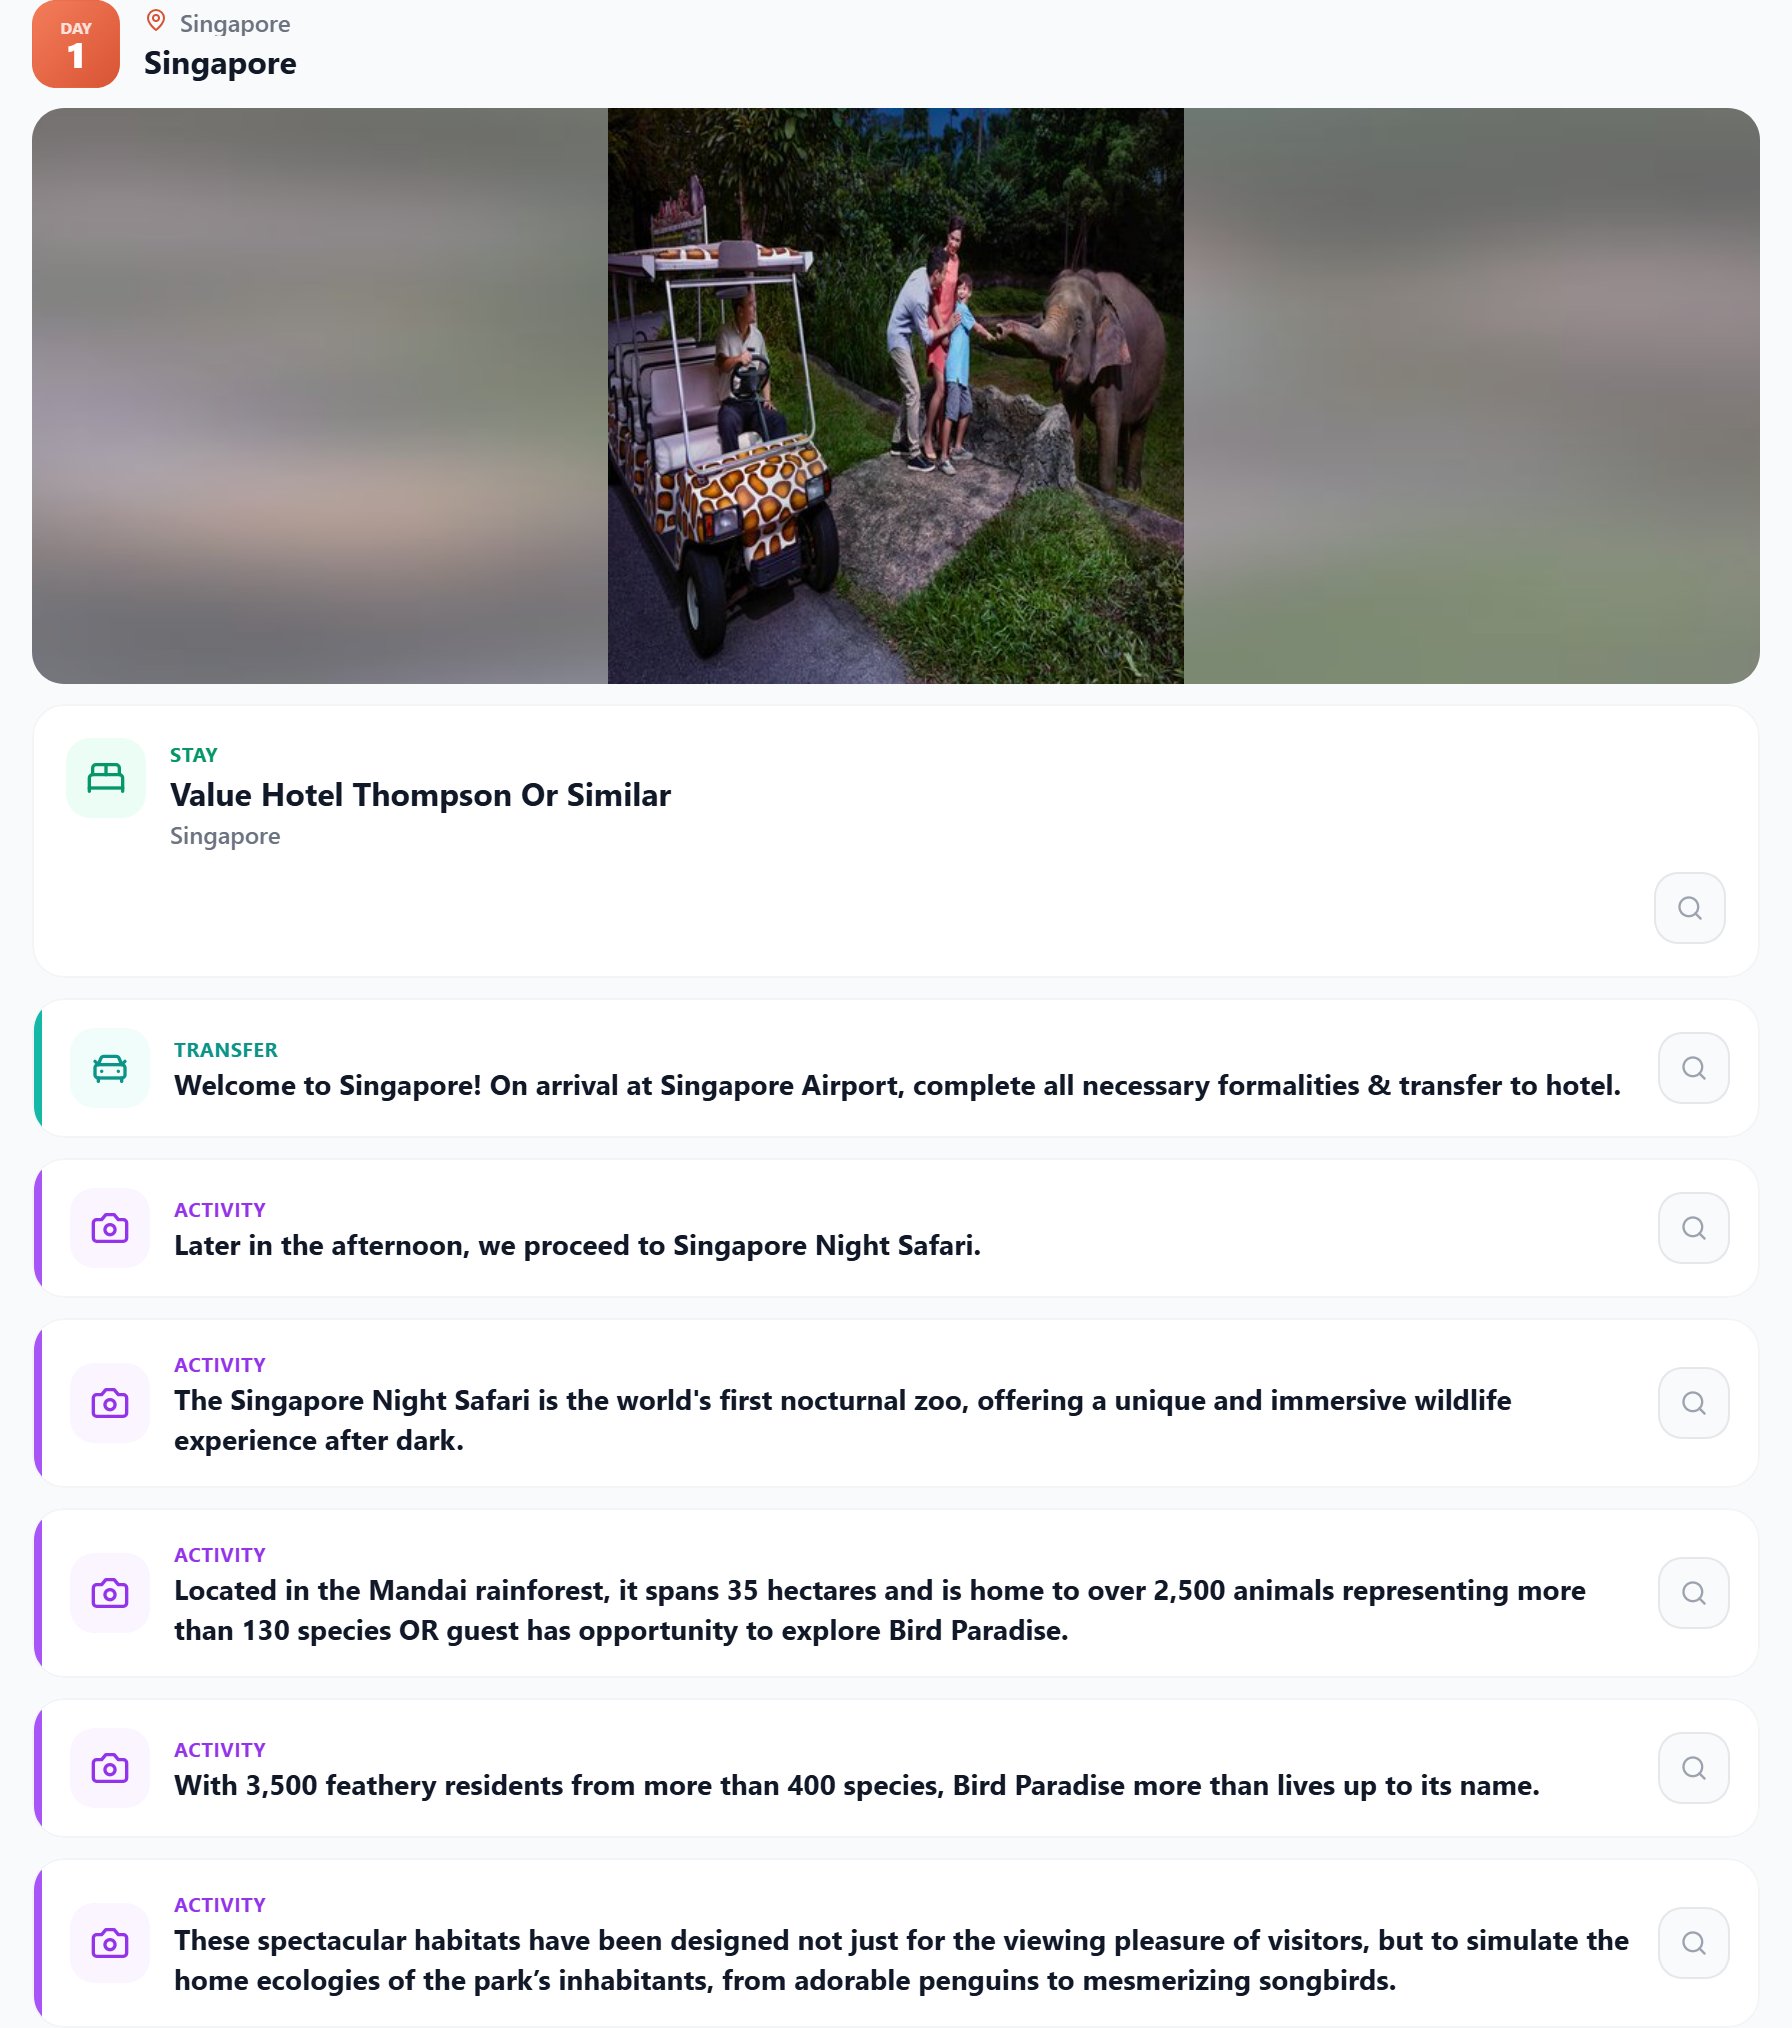 DAY
1
Singapore
Singapore
STAY
Value Hotel Thompson Or Similar
Singapore
TRANSFER
Welcome to Singapore! On arrival at Singapore Airport, complete all necessary formalities & transfer to hotel.
ACTIVITY
Later in the afternoon, we proceed to Singapore Night Safari.
ACTIVITY
The Singapore Night Safari is the world's first nocturnal zoo, offering a unique and immersive wildlife
experience after dark.
ACTIVITY
Located in the Mandai rainforest, it spans 35 hectares and is home to over 2,500 animals representing more
than 130 species OR guest has opportunity to explore Bird Paradise.
ACTIVITY
With 3,500 feathery residents from more than 400 species, Bird Paradise more than lives up to its name.
ACTIVITY
These spectacular habitats have been designed not just for the viewing pleasure of visitors, but to simulate the
home ecologies of the park’s inhabitants, from adorable penguins to mesmerizing songbirds.